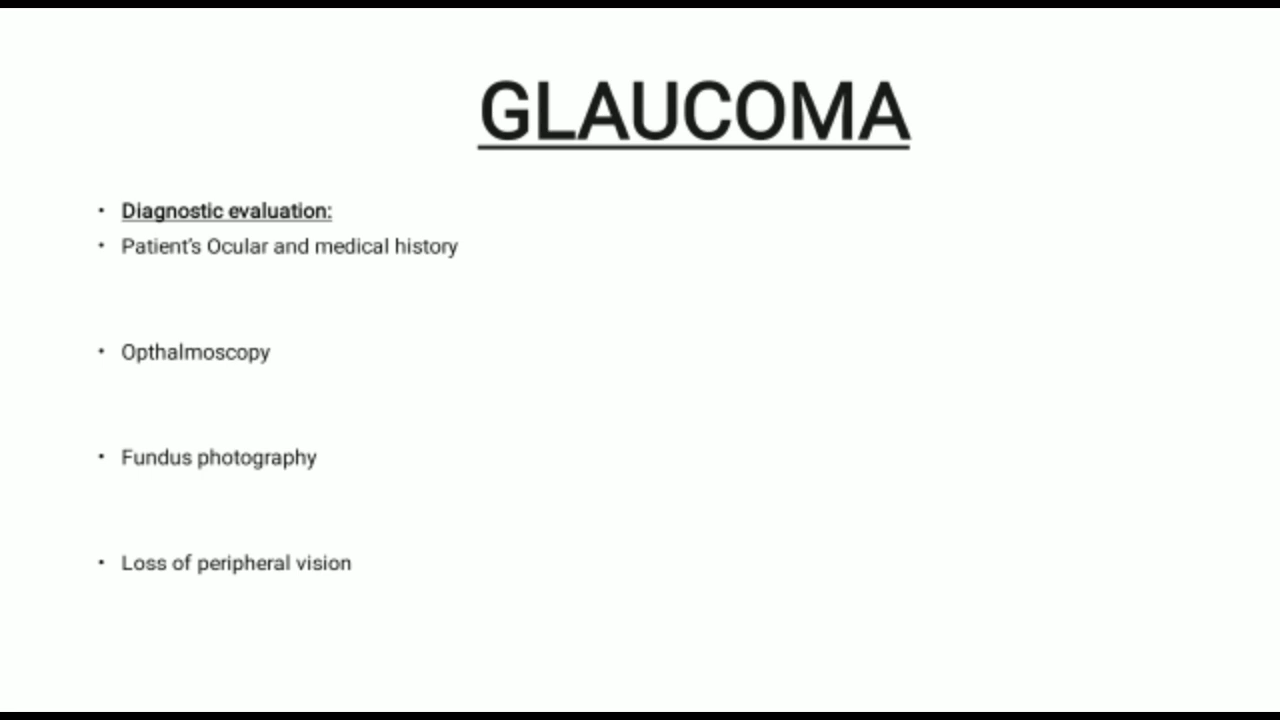 GLAUCOMA
• Diagnostic evaluation:
• Patient's Ocular and medical history
• Opthalmoscopy
• Fundus photography
• Loss of peripheral vision